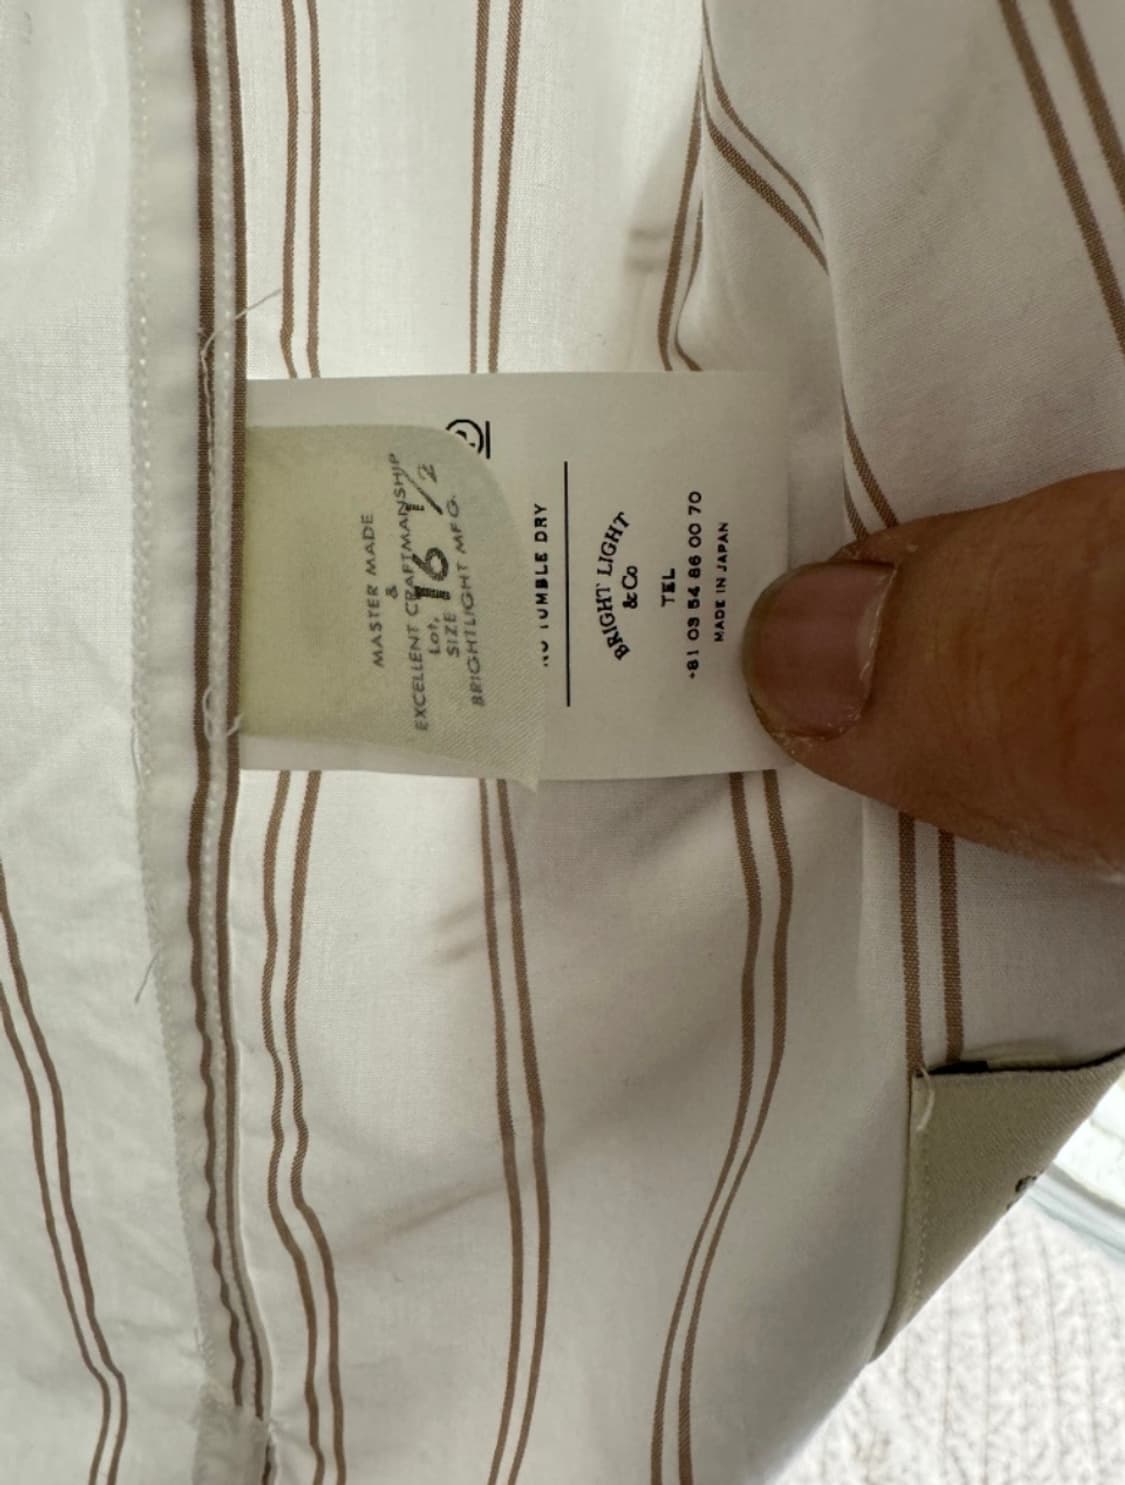 MASTER MADE
&
EXCELLENT CRAFTMANSHIP
Lot.
SIZE 16 1/2
BRIGHTLIGHT MFG.
TUMBLE DRY
BRIGHT LIGHT
& Co
TEL
+81 03 54 86 00 70
MADE IN JAPAN